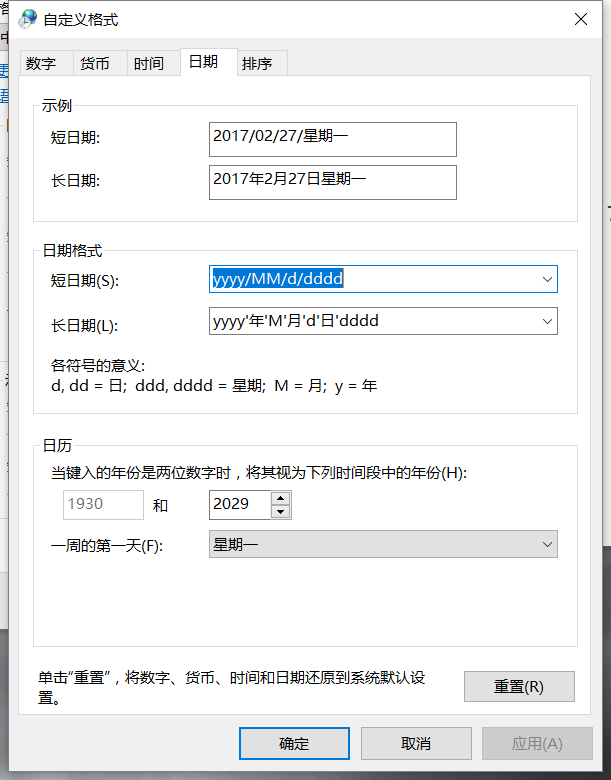 自定义格式
数字 货币 时间 日期 排序
示例
短日期: 2017/02/27/星期一
长日期: 2017年2月27日星期一
日期格式
短日期(S): yyyy/MM/d/dddd
长日期(L): yyyy'年'M'月'd'日'dddd
各符号的意义:
d, dd = 日; ddd, dddd = 星期; M = 月; y = 年
日历
当键入的年份是两位数字时，将其视为下列时间段中的年份(H):
1930 和 2029
一周的第一天(F): 星期一
单击“重置”，将数字、货币、时间和日期还原到系统默认设
置。
重置(R)
确定 取消 应用(A)